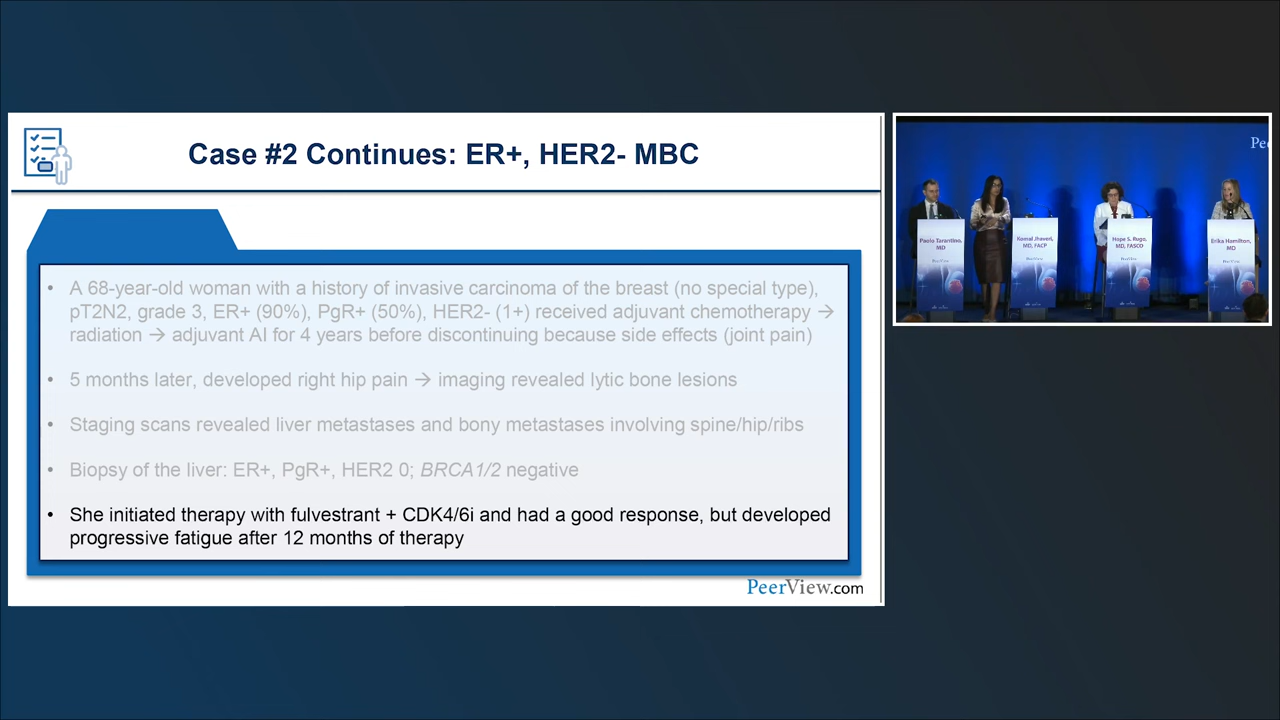 Case #2 Continues: ER+, HER2- MBC
• A 68-year-old woman with a history of invasive carcinoma of the breast (no special type),
pT2N2, grade 3, ER+ (90%), PgR+ (50%), HER2- (1+) received adjuvant chemotherapy →
radiation → adjuvant AI for 4 years before discontinuing because side effects (joint pain)
• 5 months later, developed right hip pain → imaging revealed lytic bone lesions
• Staging scans revealed liver metastases and bony metastases involving spine/hip/ribs
• Biopsy of the liver: ER+, PgR+, HER2 0; BRCA1/2 negative
• She initiated therapy with fulvestrant + CDK4/6i and had a good response, but developed
progressive fatigue after 12 months of therapy
PeerView.com
Pe
Paolo Tarantino,
MD
Komal Jhaveri,
MD, FACP
Hope S. Rugo,
MD, FASCO
Erika Hamilton,
MD